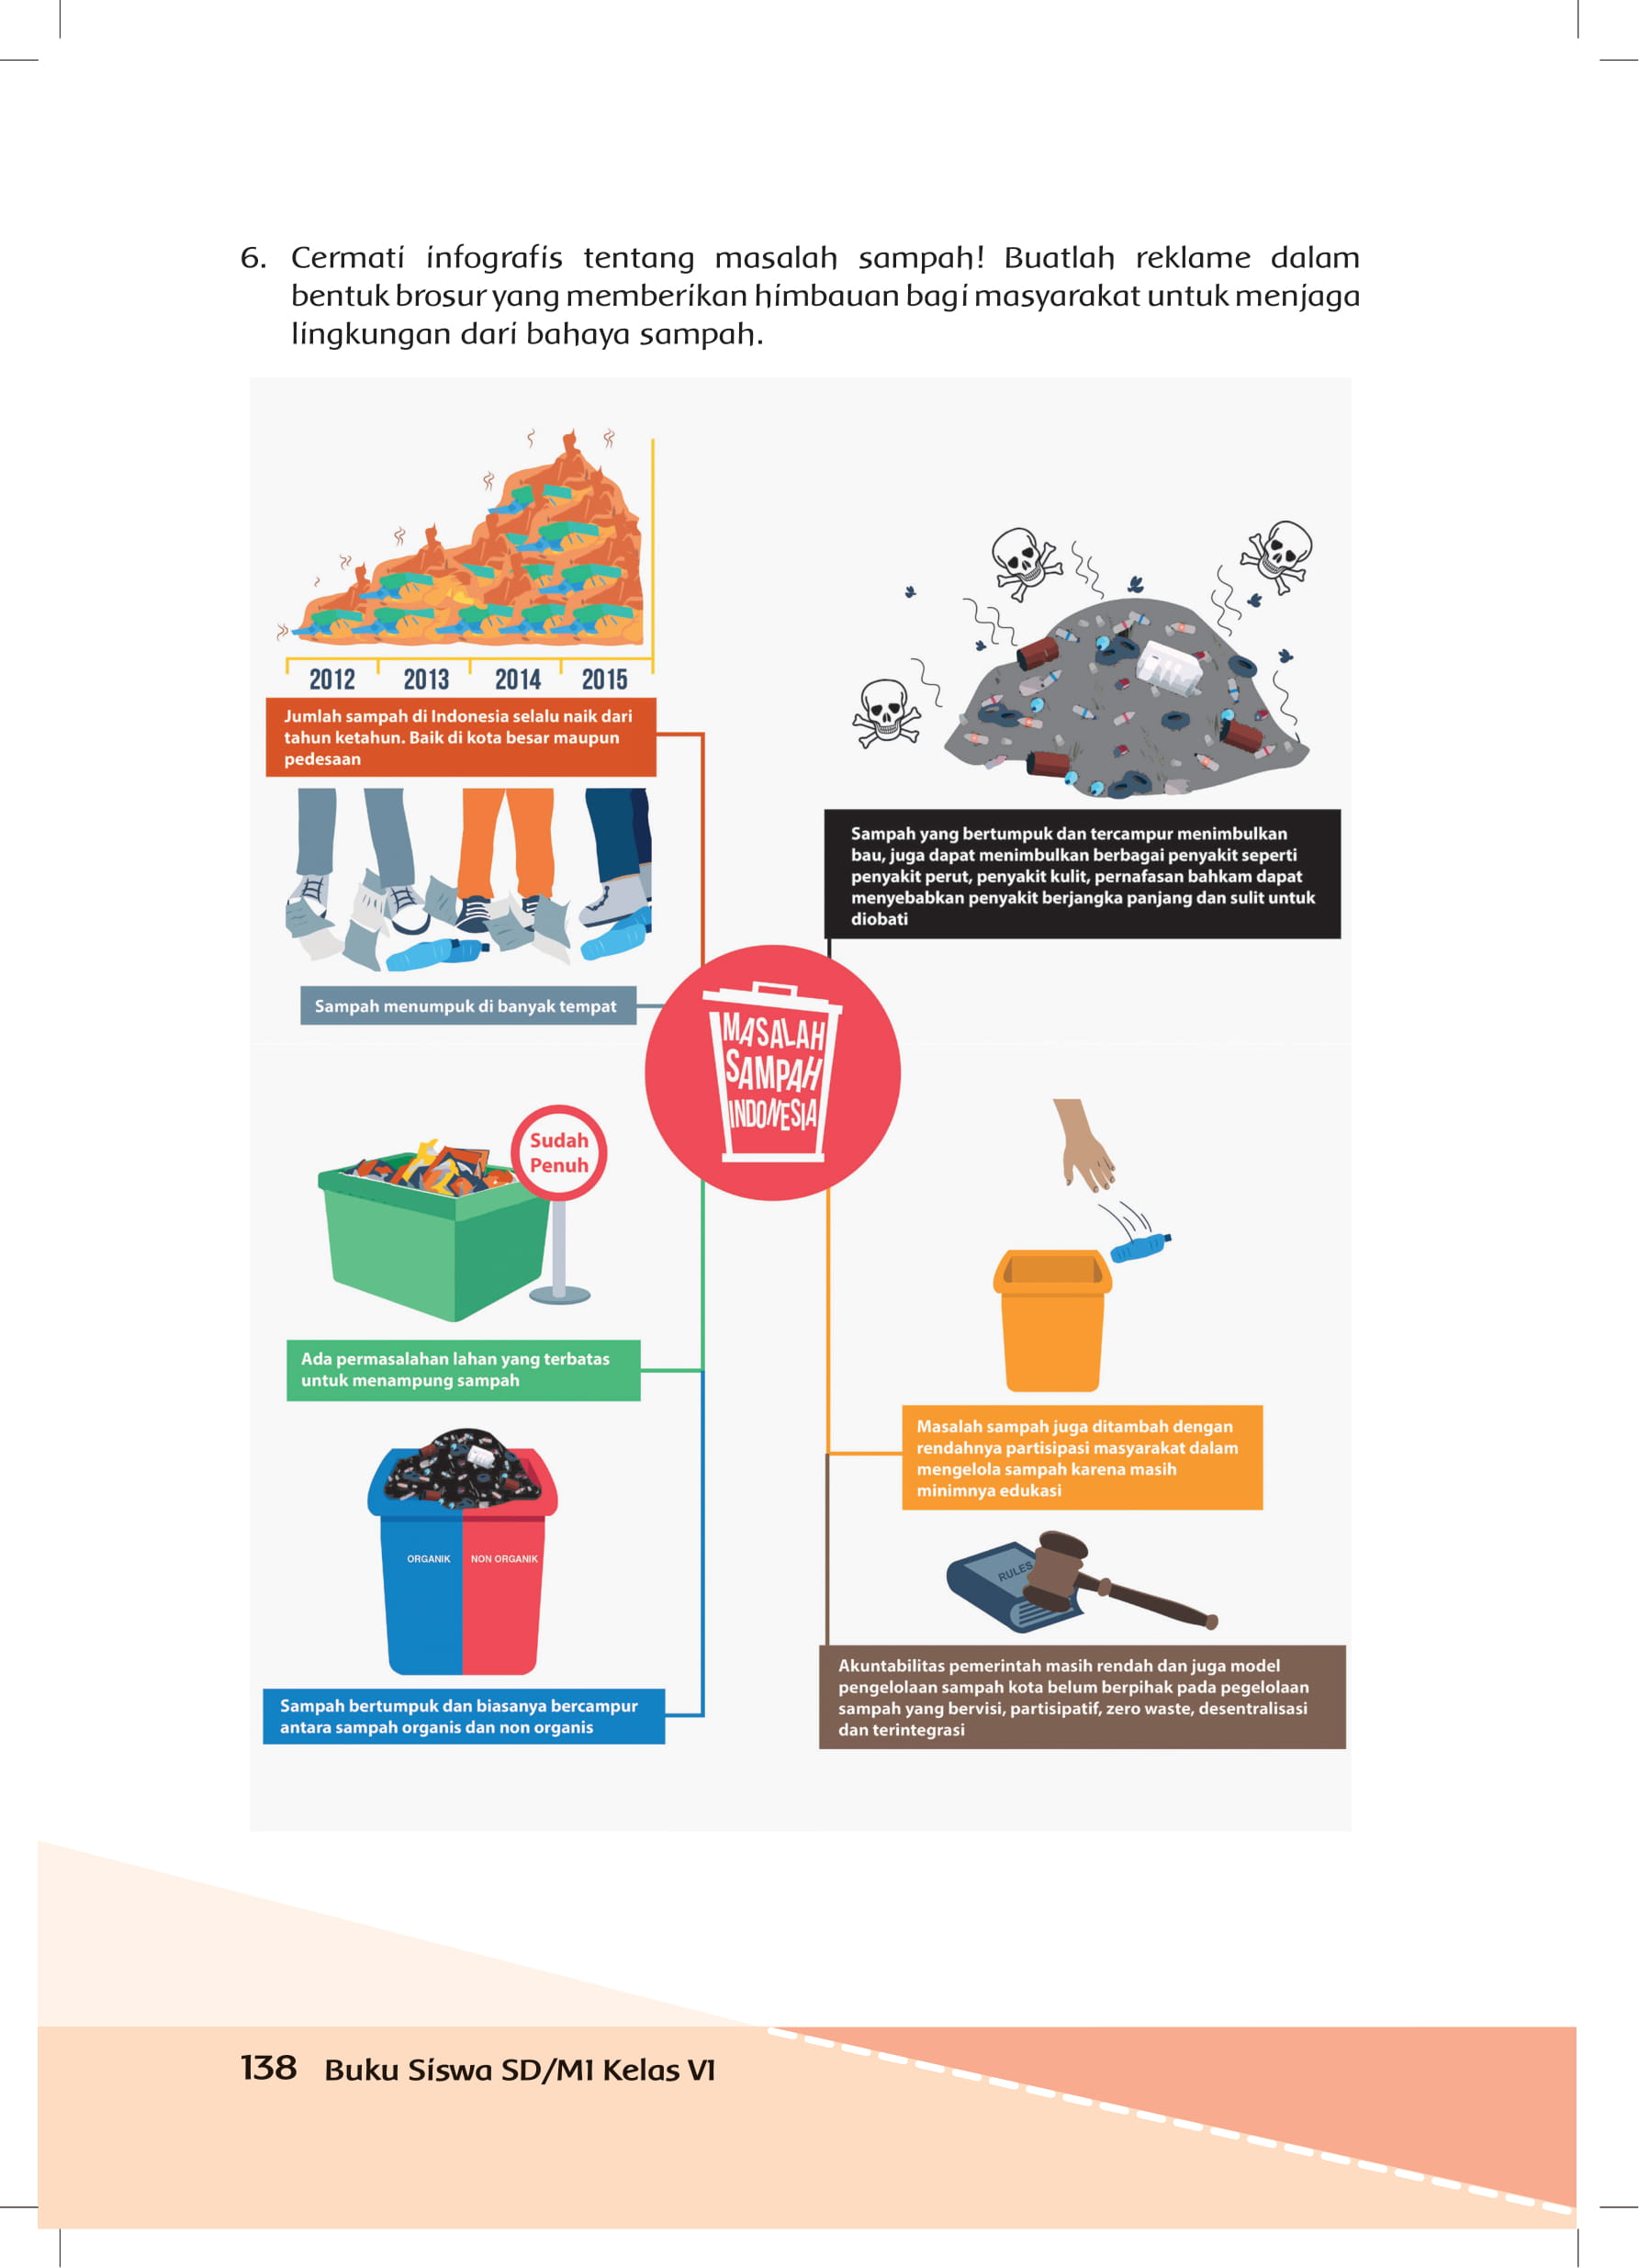 6. Cermati infografis tentang masalah sampah! Buatlah reklame dalam
bentuk brosur yang memberikan himbauan bagi masyarakat untuk menjaga
lingkungan dari bahaya sampah.
2012 2013 2014 2015
Jumlah sampah di Indonesia selalu naik dari
tahun ketahun. Baik di kota besar maupun
pedesaan
Sampah menumpuk di banyak tempat
Sampah yang bertumpuk dan tercampur menimbulkan
bau, juga dapat menimbulkan berbagai penyakit seperti
penyakit perut, penyakit kulit, pernafasan bahkam dapat
menyebabkan penyakit berjangka panjang dan sulit untuk
diobati
MASALAH
SAMPAH
INDONESIA
Sudah
Penuh
Ada permasalahan lahan yang terbatas
untuk menampung sampah
ORGANIK NON ORGANIK
Sampah bertumpuk dan biasanya bercampur
antara sampah organis dan non organis
Masalah sampah juga ditambah dengan
rendahnya partisipasi masyarakat dalam
mengelola sampah karena masih
minimnya edukasi
RULES
Akuntabilitas pemerintah masih rendah dan juga model
pengelolaan sampah kota belum berpihak pada pegelolaan
sampah yang bervisi, partisipatif, zero waste, desentralisasi
dan terintegrasi
138 Buku Siswa SD/MI Kelas VI